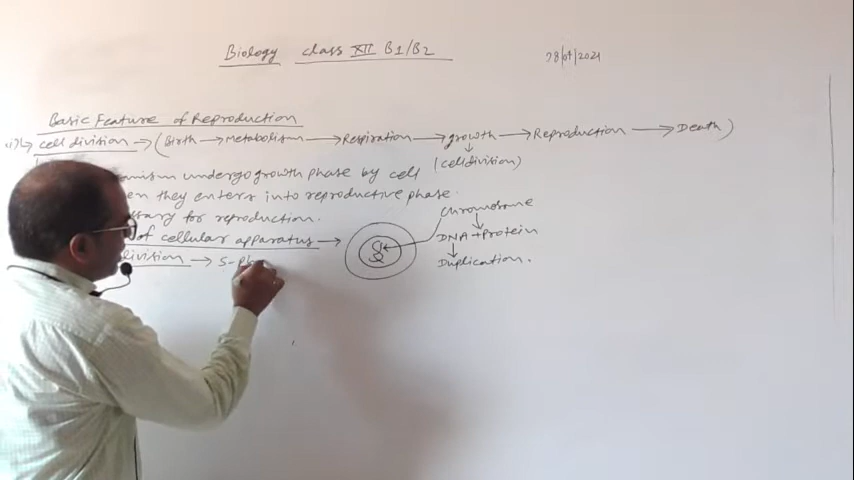 Biology class XII B1/B2
28/04/2021
Basic Feature of Reproduction
cell division → (Birth → Metabolism → Respiration → growth → Reproduction → Death)
(cell division)
undergo growth phase by cell
they enters into reproductive phase.
for reproduction.
of cellular apparatus →
chromosome
DNA + Protein
Duplication.
division → S-Ph